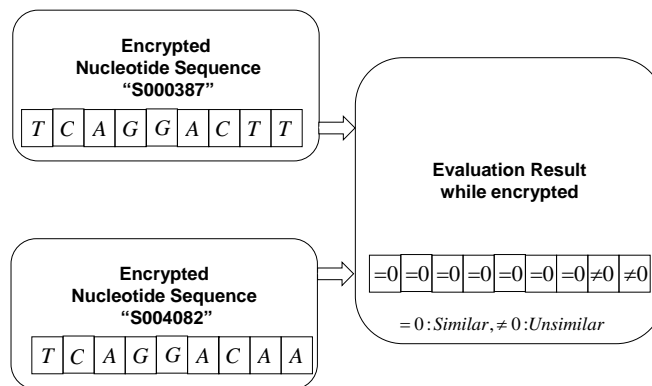 Encrypted
Nucleotide Sequence
“S000387”
T C A G G A C T T
Encrypted
Nucleotide Sequence
“S004082”
T C A G G A C A A
Evaluation Result
while encrypted
=0 =0 =0 =0 =0 =0 =0 ≠0 ≠0
= 0 : Similar, ≠ 0 : Unsimilar